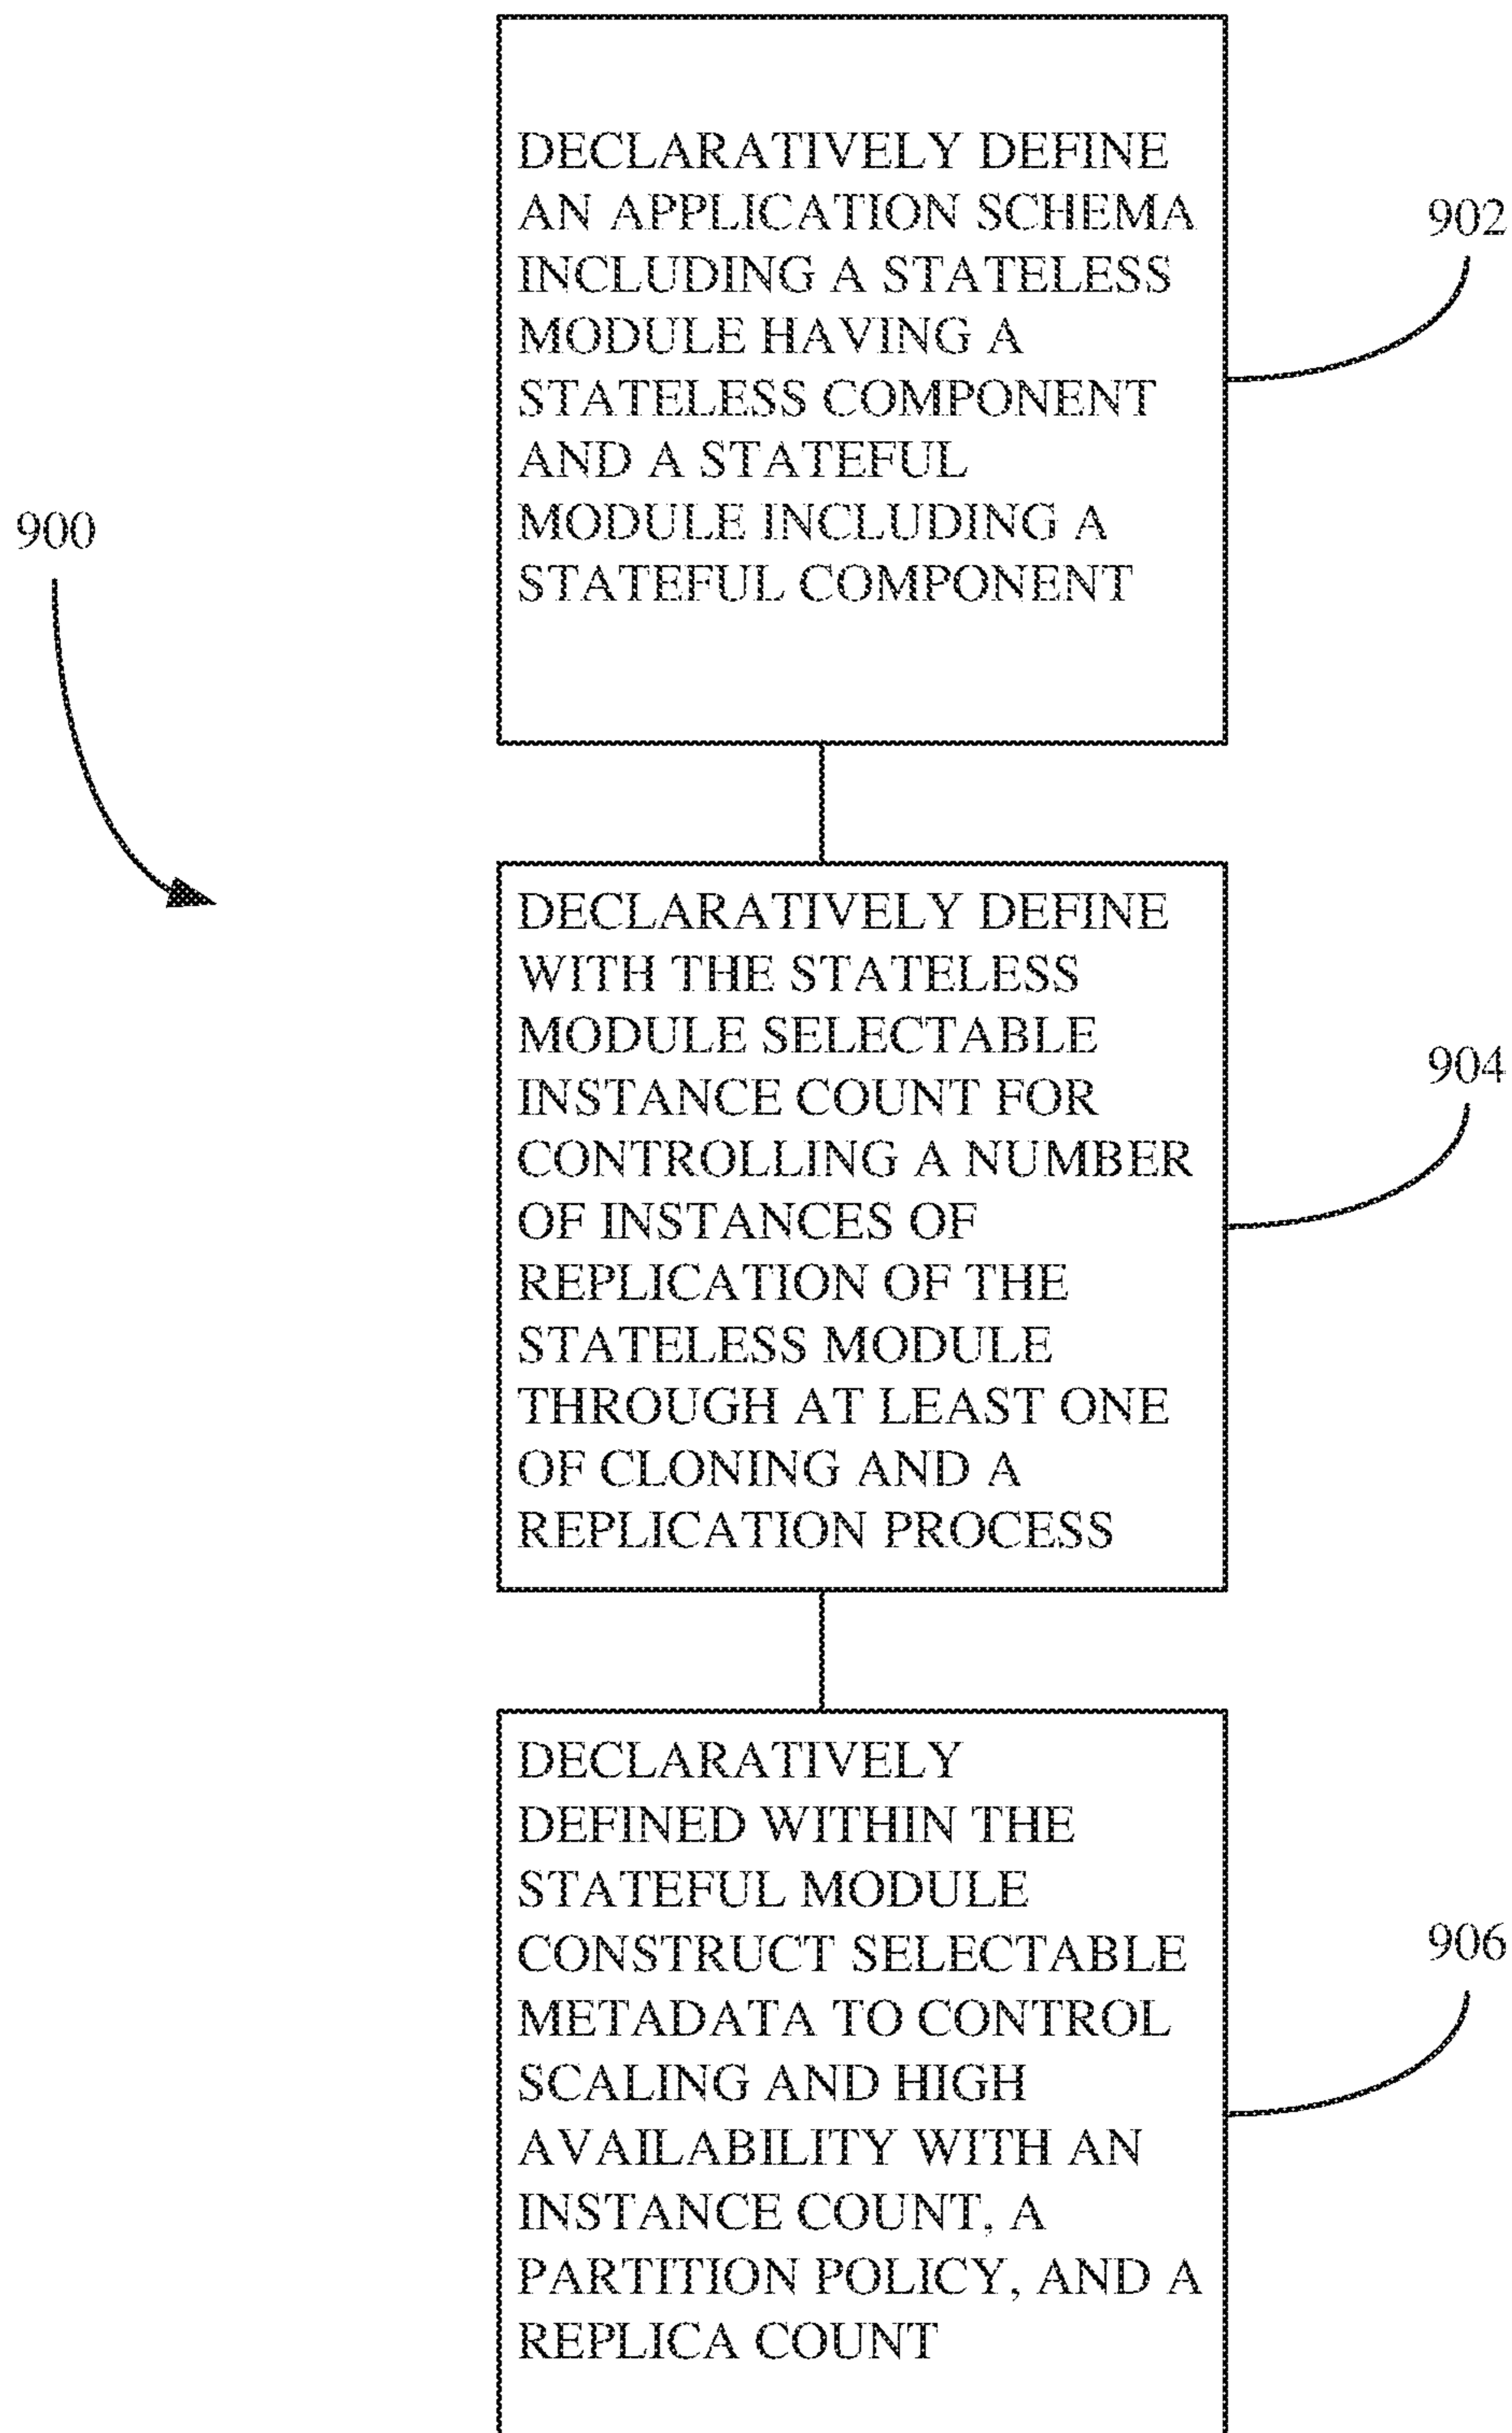 DECLARATIVELY DEFINE
AN APPLICATION SCHEMA
INCLUDING A STATELESS
MODULE HAVING A
STATELESS COMPONENT
AND A STATEFUL
MODULE INCLUDING A
STATEFUL COMPONENT
902
900
DECLARATIVELY DEFINE
WITH THE STATELESS
MODULE SELECTABLE
INSTANCE COUNT FOR
CONTROLLING A NUMBER
OF INSTANCES OF
REPLICATION OF THE
STATELESS MODULE
THROUGH AT LEAST ONE
OF CLONING AND A
REPLICATION PROCESS
904
DECLARATIVELY
DEFINED WITHIN THE
STATEFUL MODULE
CONSTRUCT SELECTABLE
METADATA TO CONTROL
SCALING AND HIGH
AVAILABILITY WITH AN
INSTANCE COUNT, A
PARTITION POLICY, AND A
REPLICA COUNT
906